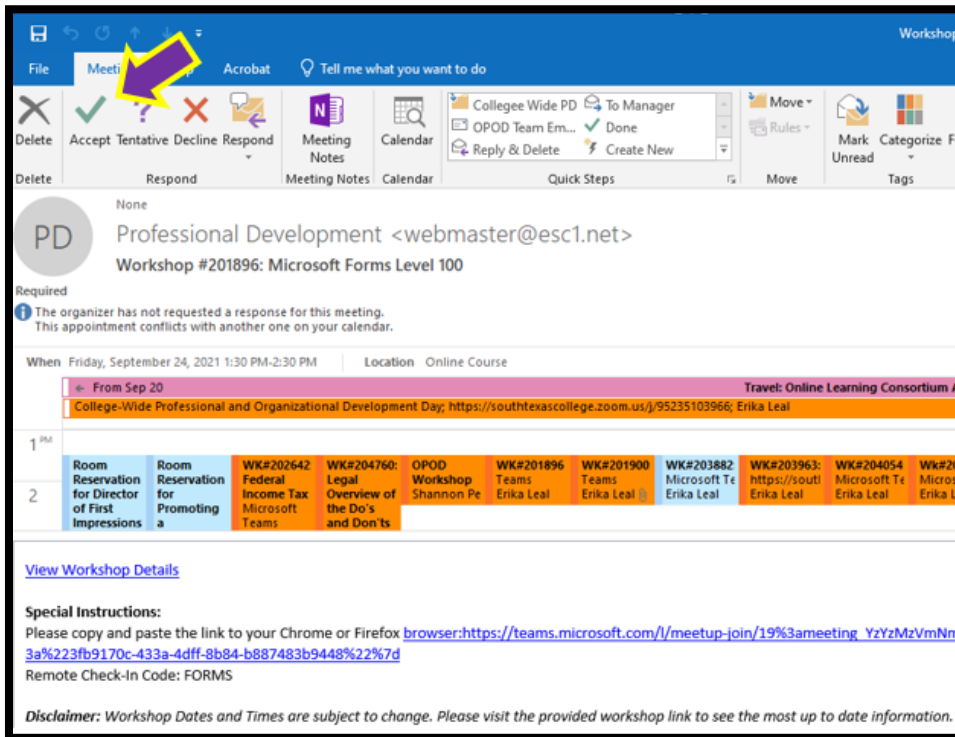 Workshop
File Acrobat Tell me what you want to do
Delete Accept Tentative Decline Respond Meeting Notes Calendar
Collegee Wide PD To Manager
OPOD Team Em... Done
Reply & Delete Create New
Move Rules Mark Unread Categorize
Delete Respond Meeting Notes Calendar Quick Steps Move Tags
None
PD
Professional Development <webmaster@esc1.net>
Workshop #201896: Microsoft Forms Level 100
Required
The organizer has not requested a response for this meeting.
This appointment conflicts with another one on your calendar.
When Friday, September 24, 2021 1:30 PM-2:30 PM Location Online Course
From Sep 20 Travel: Online Learning Consortium
College-Wide Professional and Organizational Development Day; https://southtexascollege.zoom.us/j/95235103966; Erika Leal
1 PM
2
Room Reservation for Director of First Impressions
Room Reservation for Promoting a
WK#202642 Federal Income Tax Microsoft Teams
WK#204760: Legal Overview of the Do's and Don'ts
OPOD Workshop Shannon Pe
WK#201896 Teams Erika Leal
WK#201900 Teams Erika Leal
WK#203882 Microsoft Te Erika Leal
WK#203963: https://soutl Erika Leal
WK#204054 Microsoft Te Erika Leal
View Workshop Details
Special Instructions:
Please copy and paste the link to your Chrome or Firefox browser:https://teams.microsoft.com/l/meetup-join/19%3ameeting_YzYzMzVmNm
3a%223fb9170c-433a-4dff-8b84-b887483b9448%22%7d
Remote Check-In Code: FORMS
Disclaimer: Workshop Dates and Times are subject to change. Please visit the provided workshop link to see the most up to date information.